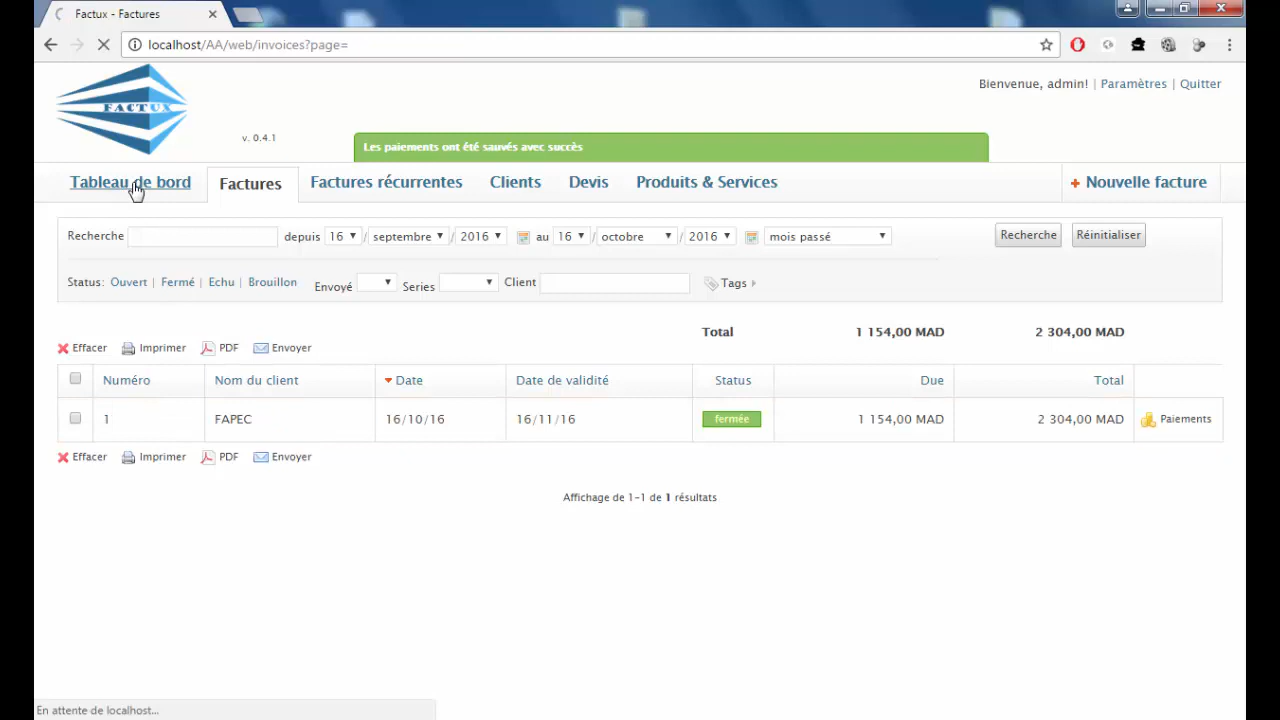 Factux - Factures
localhost/AA/web/invoices?page=
FACTUX
v. 0.4.1
Bienvenue, admin! | Paramètres | Quitter
Les paiements ont été sauvés avec succès
Tableau de bord Factures Factures récurrentes Clients Devis Produits & Services + Nouvelle facture
Recherche depuis 16 / septembre / 2016 au 16 / octobre / 2016 mois passé Recherche Réinitialiser
Status: Ouvert | Fermé | Echu | Brouillon Envoyé Series Client Tags
Total 1 154,00 MAD 2 304,00 MAD
Effacer Imprimer PDF Envoyer
Numéro Nom du client Date Date de validité Status Due Total
1 FAPEC 16/10/16 16/11/16 fermée 1 154,00 MAD 2 304,00 MAD Paiements
Effacer Imprimer PDF Envoyer
Affichage de 1-1 de 1 résultats
En attente de localhost...